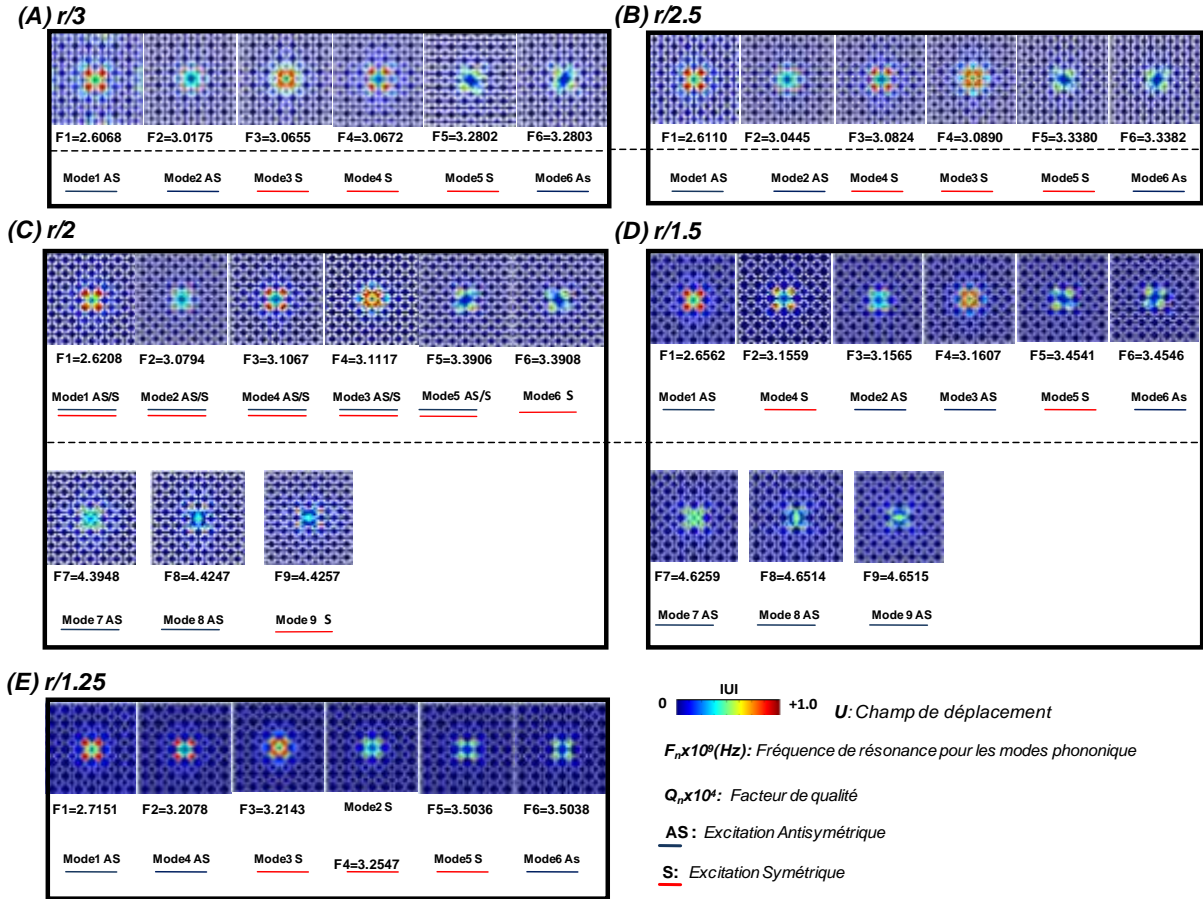 (A) r/3
(B) r/2.5
F1=2.6068 F2=3.0175 F3=3.0655 F4=3.0672 F5=3.2802 F6=3.2803
Mode1 AS Mode2 AS Mode3 S Mode4 S Mode5 S Mode6 As
F1=2.6110 F2=3.0445 F3=3.0824 F4=3.0890 F5=3.3380 F6=3.3382
Mode1 AS Mode2 AS Mode4 S Mode3 S Mode5 S Mode6 As
(C) r/2
(D) r/1.5
F1=2.6208 F2=3.0794 F3=3.1067 F4=3.1117 F5=3.3906 F6=3.3908
Mode1 AS/S Mode2 AS/S Mode4 AS/S Mode3 AS/S Mode5 AS/S Mode6 S
F7=4.3948 F8=4.4247 F9=4.4257
Mode 7 AS Mode 8 AS Mode 9 S
F1=2.6562 F2=3.1559 F3=3.1565 F4=3.1607 F5=3.4541 F6=3.4546
Mode1 AS Mode4 S Mode2 AS Mode3 AS Mode5 S Mode6 As
F7=4.6259 F8=4.6514 F9=4.6515
Mode 7 AS Mode 8 AS Mode 9 AS
(E) r/1.25
F1=2.7151 F2=3.2078 F3=3.2143 Mode2 S F5=3.5036 F6=3.5038
Mode1 AS Mode4 AS Mode3 S F4=3.2547 Mode5 S Mode6 As
IUI
0 +1.0 U: Champ de déplacement
Fnx10⁹(Hz): Fréquence de résonance pour les modes phononique
Qnx10⁴: Facteur de qualité
AS : Excitation Antisymétrique
S: Excitation Symétrique